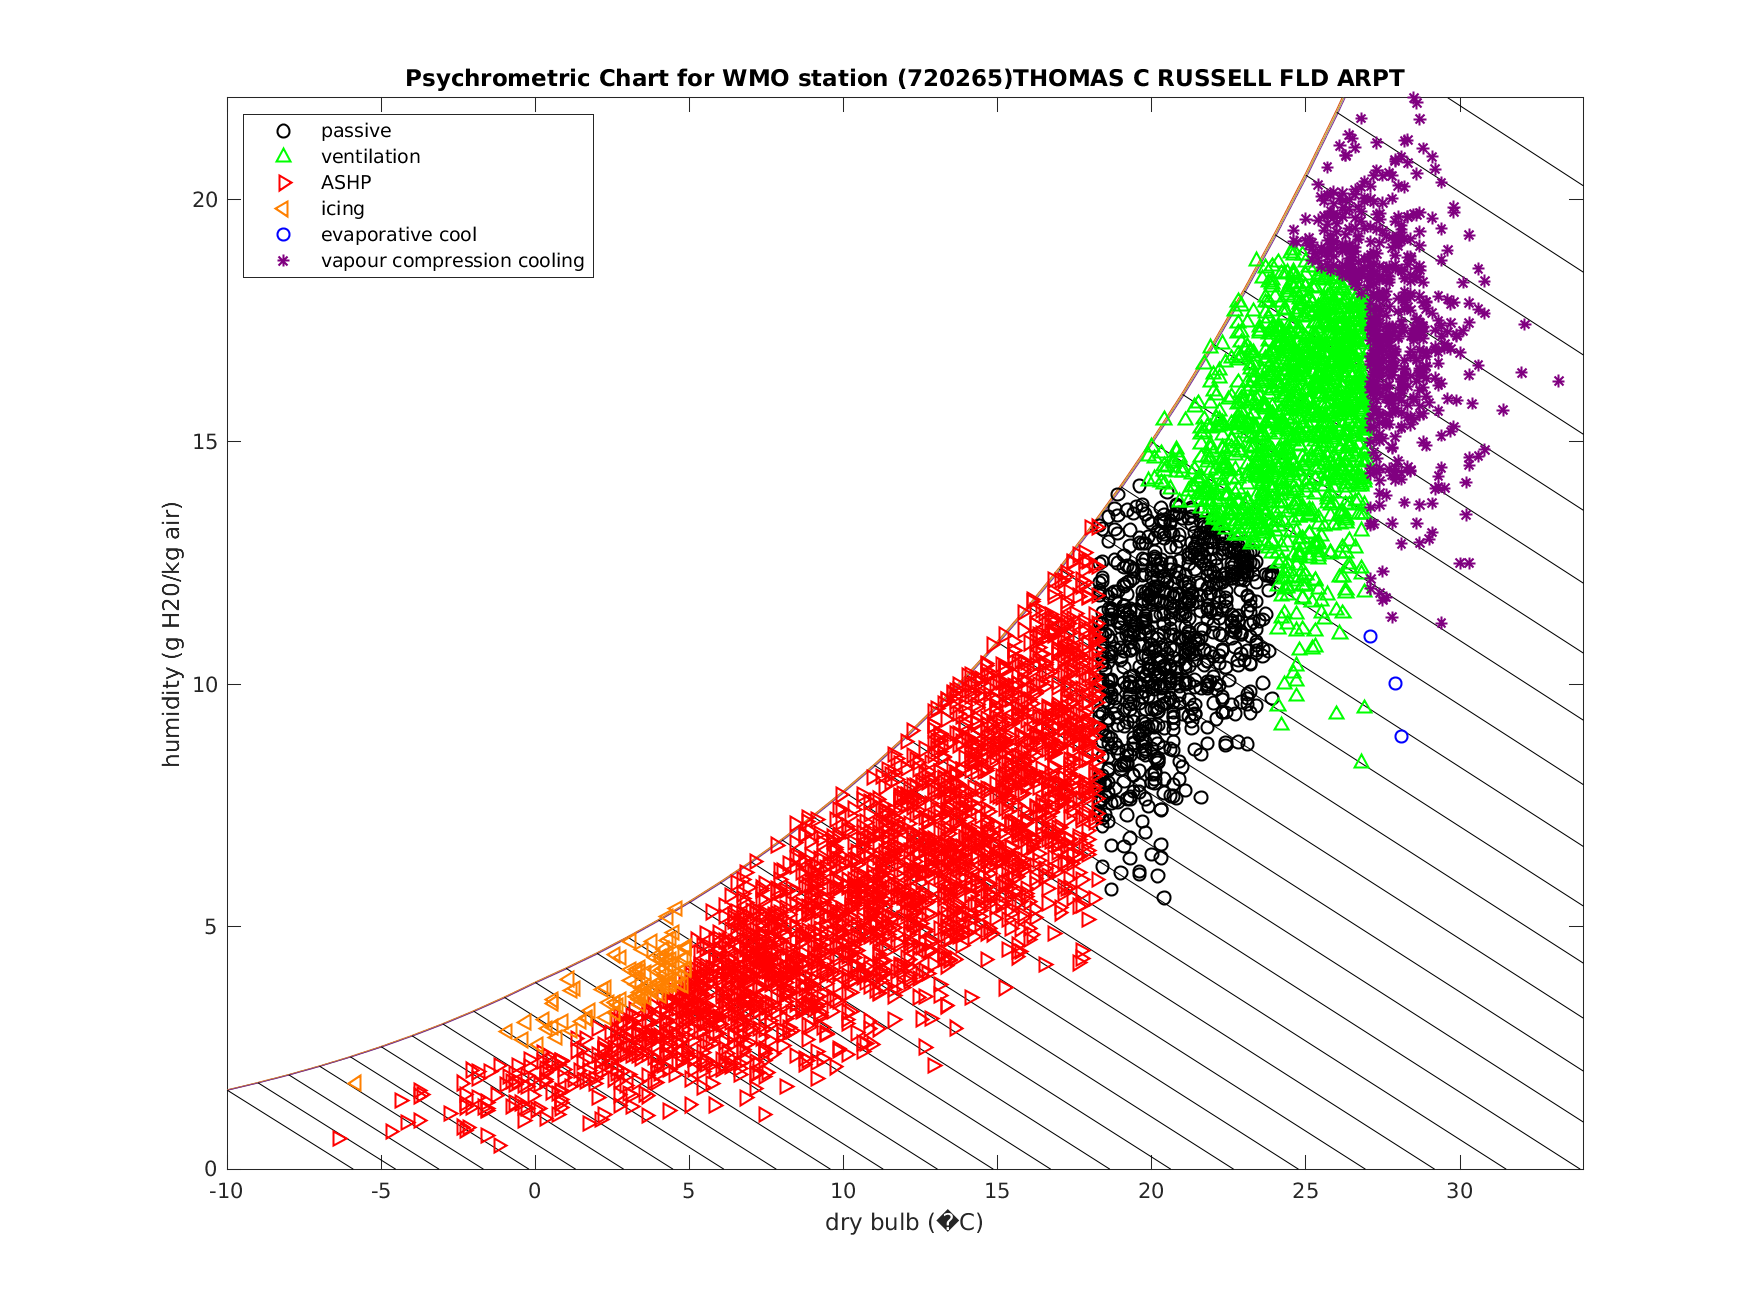 Psychrometric Chart for WMO station (720265)THOMAS C RUSSELL FLD ARPT
passive
ventilation
ASHP
icing
evaporative cool
vapour compression cooling
humidity (g H20/kg air)
20
15
10
5
0
-10 -5 0 5 10 15 20 25 30
dry bulb (�C)